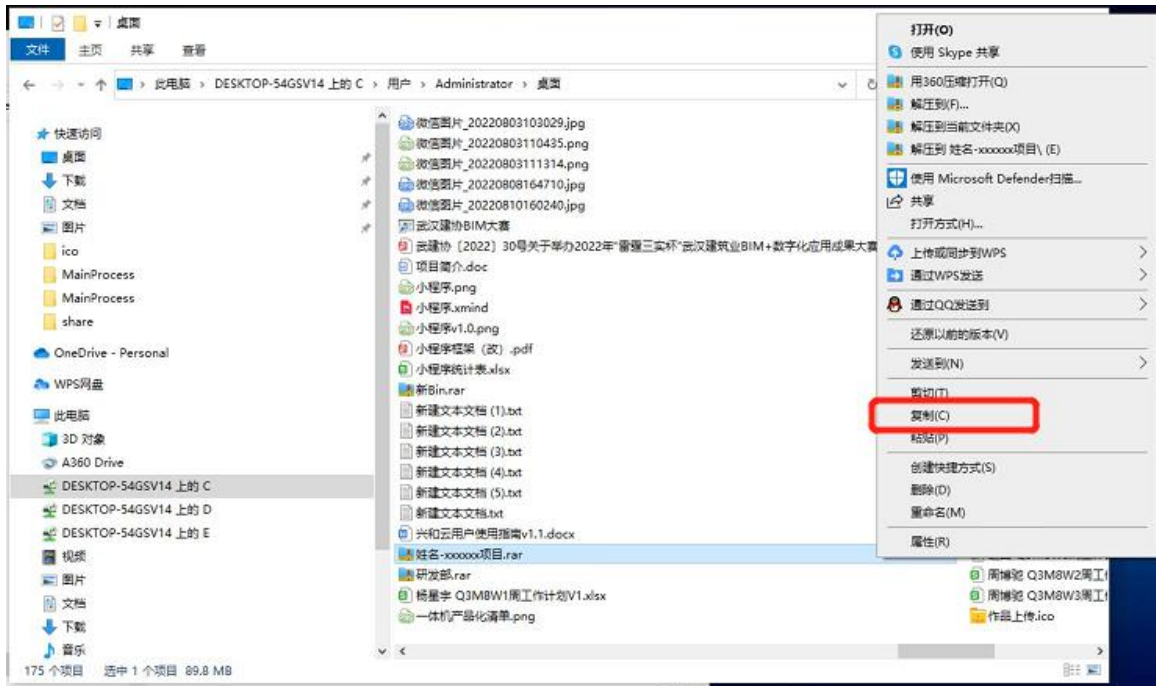 桌面
文件 主页 共享 查看
此电脑 › DESKTOP-54GSV14 上的 C › 用户 › Administrator › 桌面
快速访问
桌面
下载
文档
图片
ico
MainProcess
MainProcess
share
OneDrive - Personal
WPS网盘
此电脑
3D 对象
A360 Drive
DESKTOP-54GSV14 上的 C
DESKTOP-54GSV14 上的 D
DESKTOP-54GSV14 上的 E
视频
图片
文档
下载
音乐
微信图片_20220803103029.jpg
微信图片_20220803110435.png
微信图片_20220803111314.png
微信图片_20220808164710.jpg
微信图片_20220810160240.jpg
武汉建协BIM大赛
武建协〔2022〕30号关于举办2022年“雷霆三实杯”武汉建筑业BIM+数字化应用成果大赛
项目简介.doc
小程序.png
小程序.xmind
小程序v1.0.png
小程序框架（改）.pdf
小程序统计表.xlsx
新Bin.rar
新建文本文档 (1).txt
新建文本文档 (2).txt
新建文本文档 (3).txt
新建文本文档 (4).txt
新建文本文档 (5).txt
新建文本文档.txt
兴和云用户使用指南v1.1.docx
姓名-xxxxxx项目.rar
研发部.rar
杨星宇 Q3M8W1周工作计划V1.xlsx
一体机产品化清单.png
周博驼 Q3M8W2周工作
周博驼 Q3M8W3周工作
作品上传.ico
打开(O)
使用 Skype 共享
用360压缩打开(Q)
解压到(F)...
解压到当前文件夹(X)
解压到 姓名-xxxxxx项目\ (E)
使用 Microsoft Defender扫描...
共享
打开方式(H)...
上传或同步到WPS
通过WPS发送
通过QQ发送到
还原以前的版本(V)
发送到(N)
剪切(T)
复制(C)
粘贴(P)
创建快捷方式(S)
删除(D)
重命名(M)
属性(R)
175 个项目 选中 1 个项目 89.8 MB